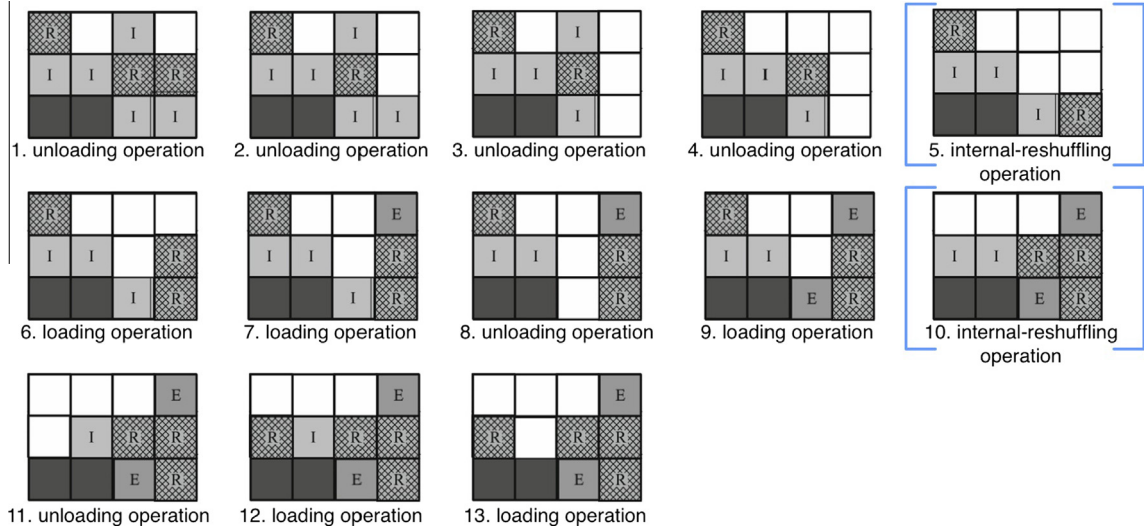 R I
I I R R
I I
1. unloading operation
R I
I I R
I I
2. unloading operation
R I
I I R
I
3. unloading operation
R
I I R
I
4. unloading operation
R
I I
I R
5. internal-reshuffling
operation
R
I I R
I R
6. loading operation
R E
I I R
I R
7. loading operation
R E
I I R
R
8. unloading operation
R E
I I R
E R
9. loading operation
E
I I R R
E R
10. internal-reshuffling
operation
E
I R R
E R
11. unloading operation
E
R I R R
E R
12. loading operation
E
R R R
E R
13. loading operation